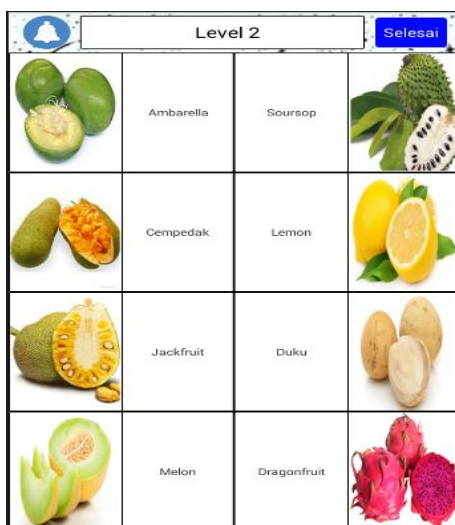 Level 2
Selesai
Ambarella
Soursop
Cempedak
Lemon
Jackfruit
Duku
Melon
Dragonfruit